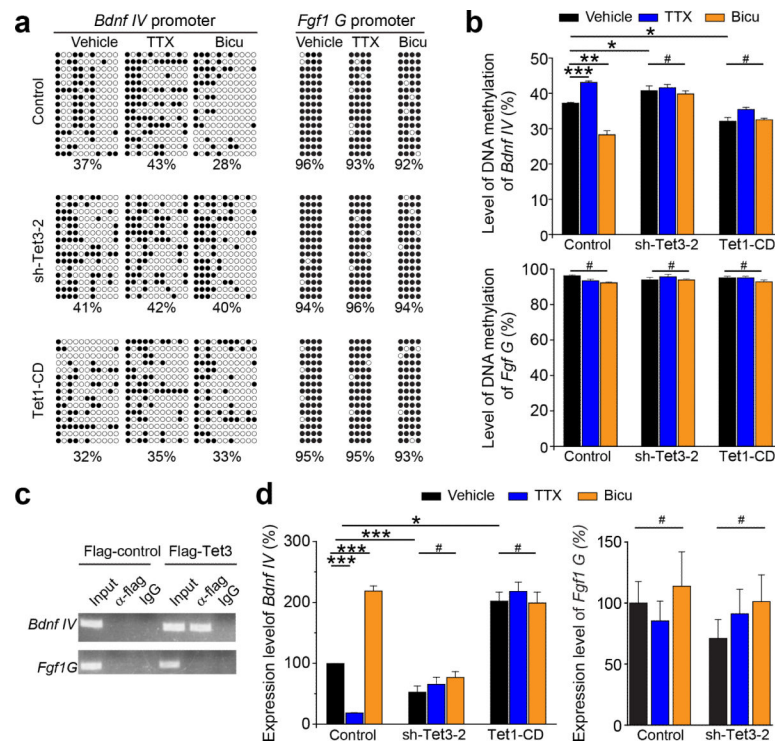 a
Bdnf IV promoter
Fgf1 G promoter
Vehicle TTX Bicu
Vehicle TTX Bicu
Control
37% 43% 28% 96% 93% 92%
sh-Tet3-2
41% 42% 40% 94% 96% 94%
Tet1-CD
32% 35% 33% 95% 95% 93%
b
Vehicle TTX Bicu
Level of DNA methylation
of Bdnf IV (%)
50
40
30
20
10
0
*
*
**
***
# #
Control sh-Tet3-2 Tet1-CD
Level of DNA methylation
of Fgf G (%)
100
80
60
40
20
0
# # #
Control sh-Tet3-2 Tet1-CD
c
Flag-control Flag-Tet3
Input α-flag IgG Input α-flag IgG
Bdnf IV
Fgf1G
d
Vehicle TTX Bicu
Expression levelof Bdnf IV (%)
300
200
100
0
*
***
***
***
# #
Control sh-Tet3-2 Tet1-CD
Expression level of Fgf1 G (%)
150
100
50
0
# #
Control sh-Tet3-2